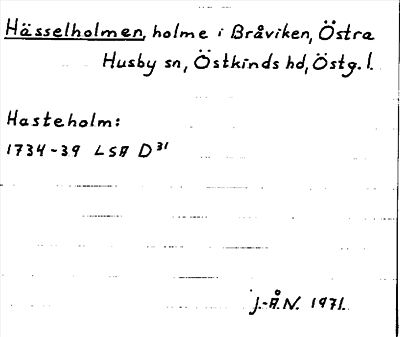 Hässelholmen, holme i Bråviken, Östra
Husby sn, Östkinds hd, Östg. l.
Hasteholm:
1734-39 LSA D³¹
J.-Å.N. 1971.